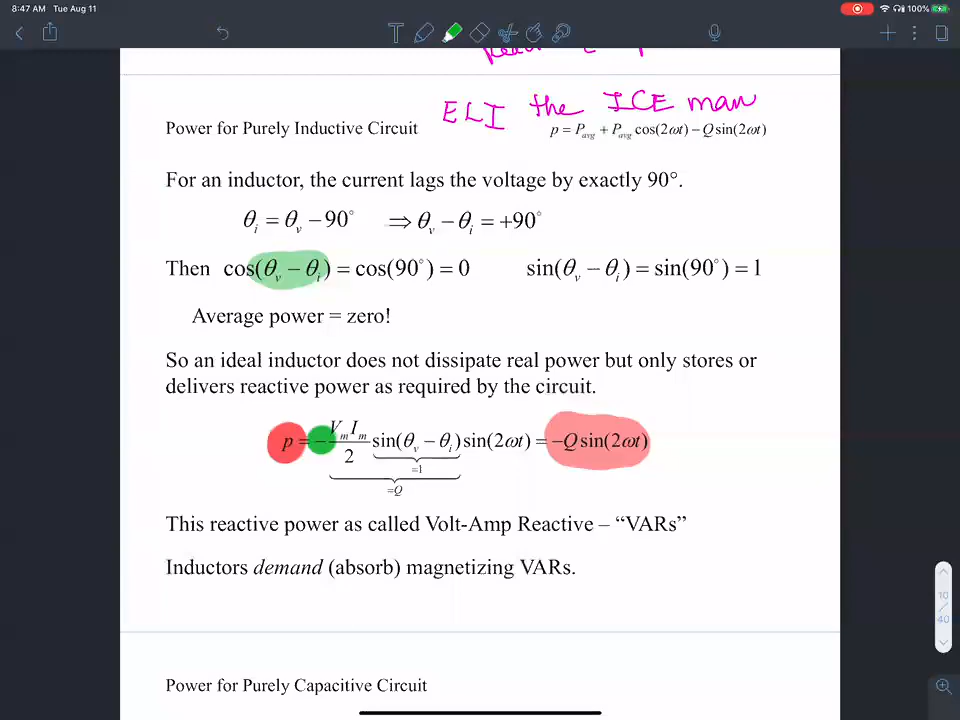 8:47 AM Tue Aug 11
100%
ELI the ICE man
Power for Purely Inductive Circuit
p = P_avg + P_avg cos(2ωt) − Q sin(2ωt)
For an inductor, the current lags the voltage by exactly 90°.
θ_i = θ_v − 90° ⇒ θ_v − θ_i = +90°
Then cos(θ_v − θ_i) = cos(90°) = 0 sin(θ_v − θ_i) = sin(90°) = 1
Average power = zero!
So an ideal inductor does not dissipate real power but only stores or
delivers reactive power as required by the circuit.
p = − V_m I_m / 2 sin(θ_v − θ_i) sin(2ωt) = −Q sin(2ωt)
=1
=Q
This reactive power as called Volt-Amp Reactive – “VARs”
Inductors demand (absorb) magnetizing VARs.
10
/
40
Power for Purely Capacitive Circuit